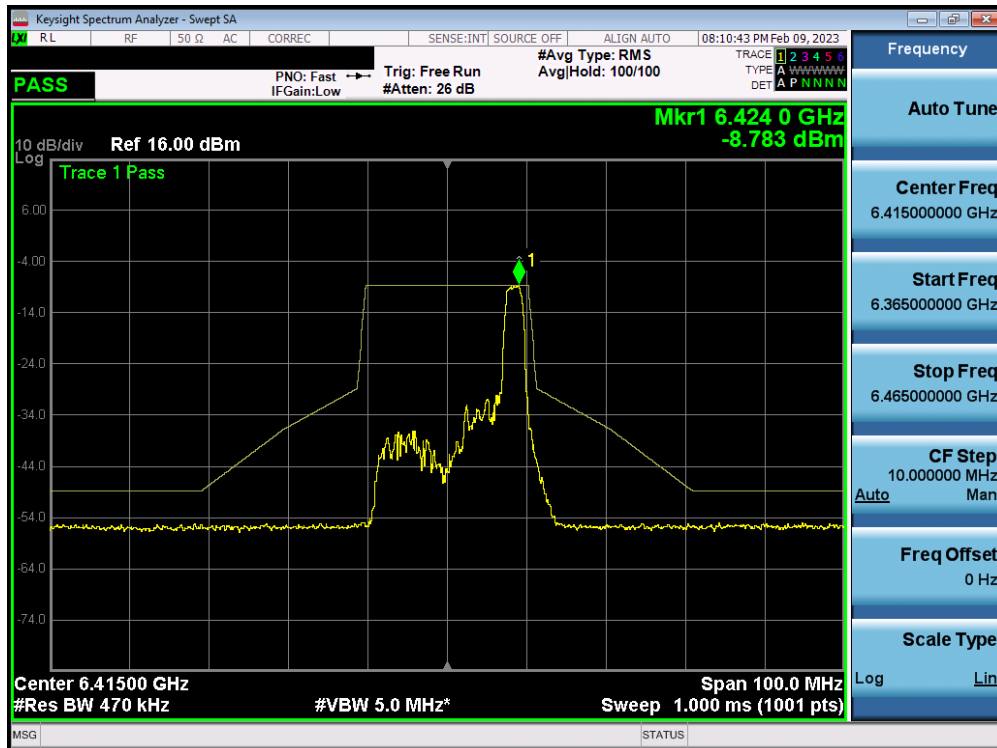 Keysight Spectrum Analyzer - Swept SA
LXI RL RF 50 Ω AC CORREC SENSE:INT SOURCE OFF ALIGN AUTO 08:10:43 PM Feb 09, 2023
PASS
PNO: Fast
IFGain:Low
Trig: Free Run
#Atten: 26 dB
#Avg Type: RMS
Avg|Hold: 100/100
TRACE 1 2 3 4 5 6
TYPE A WWWWW
DET A P N N N N
Mkr1 6.424 0 GHz
-8.783 dBm
10 dB/div Ref 16.00 dBm
Log
Trace 1 Pass
6.00
-4.00
-14.0
-24.0
-34.0
-44.0
-54.0
-64.0
-74.0
1
Center 6.41500 GHz
#Res BW 470 kHz
#VBW 5.0 MHz*
Span 100.0 MHz
Sweep 1.000 ms (1001 pts)
MSG
STATUS
Frequency
Auto Tune
Center Freq
6.415000000 GHz
Start Freq
6.365000000 GHz
Stop Freq
6.465000000 GHz
CF Step
10.000000 MHz
Auto Man
Freq Offset
0 Hz
Scale Type
Log Lin